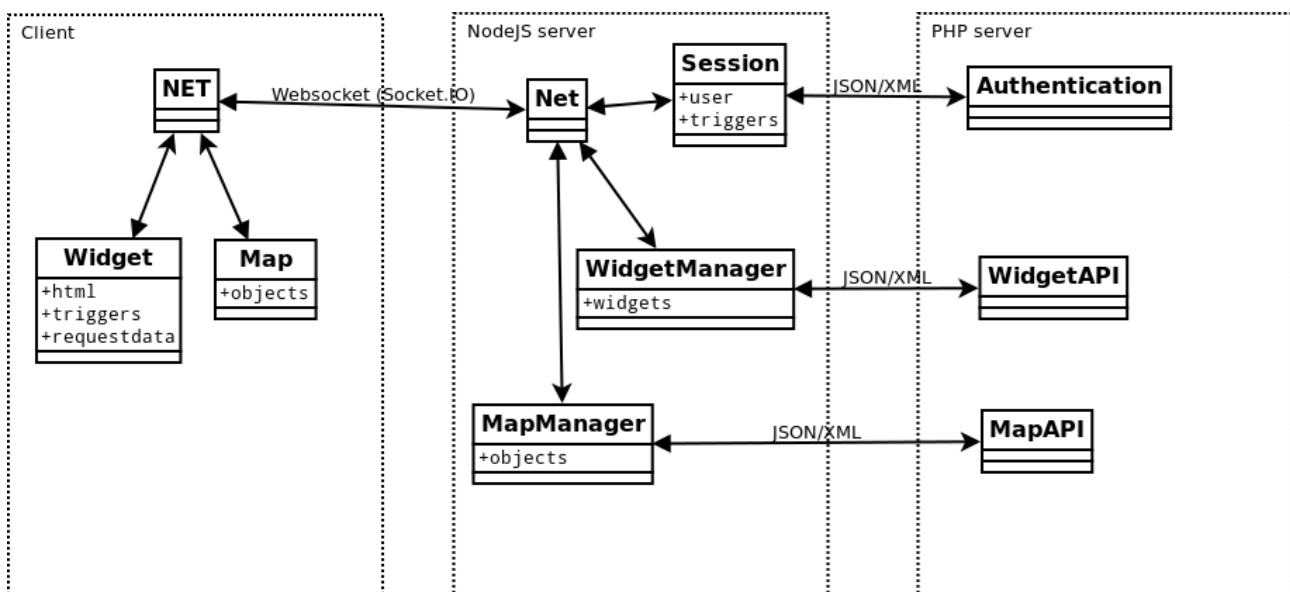 Client
NET
Widget
+html
+triggers
+requestdata
Map
+objects
Websocket (Socket.IO)
NodeJS server
Net
Session
+user
+triggers
WidgetManager
+widgets
MapManager
+objects
JSON/XML
JSON/XML
JSON/XML
PHP server
Authentication
WidgetAPI
MapAPI